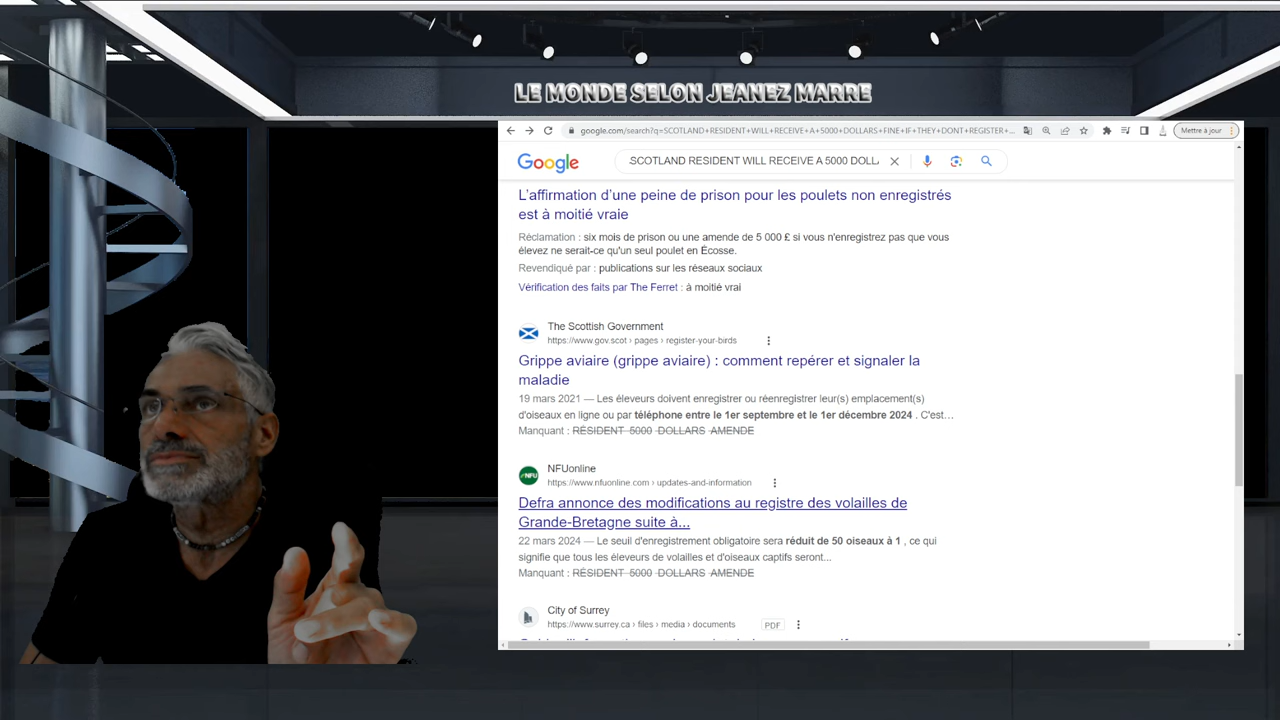 LE MONDE SELON JEANEZ MARRE
google.com/search?q=SCOTLAND+RESIDENT+WILL+RECEIVE+A+5000+DOLLARS+FINE+IF+THEY+DONT+REGISTER+...
Mettre à jour
Google
SCOTLAND RESIDENT WILL RECEIVE A 5000 DOLL
L'affirmation d'une peine de prison pour les poulets non enregistrés
est à moitié vraie
Réclamation : six mois de prison ou une amende de 5 000 £ si vous n'enregistrez pas que vous
élevez ne serait-ce qu'un seul poulet en Écosse.
Revendiqué par : publications sur les réseaux sociaux
Vérification des faits par The Ferret : à moitié vrai
The Scottish Government
https://www.gov.scot › pages › register-your-birds
Grippe aviaire (grippe aviaire) : comment repérer et signaler la
maladie
19 mars 2021 — Les éleveurs doivent enregistrer ou réenregistrer leur(s) emplacement(s)
d'oiseaux en ligne ou par téléphone entre le 1er septembre et le 1er décembre 2024 . C'est…
Manquant : RÉSIDENT 5000 DOLLARS AMENDE
NFU
NFUonline
https://www.nfuonline.com › updates-and-information
Defra annonce des modifications au registre des volailles de
Grande-Bretagne suite à...
22 mars 2024 — Le seuil d'enregistrement obligatoire sera réduit de 50 oiseaux à 1 , ce qui
signifie que tous les éleveurs de volailles et d'oiseaux captifs seront...
Manquant : RÉSIDENT 5000 DOLLARS AMENDE
City of Surrey
https://www.surrey.ca › files › media › documents
PDF